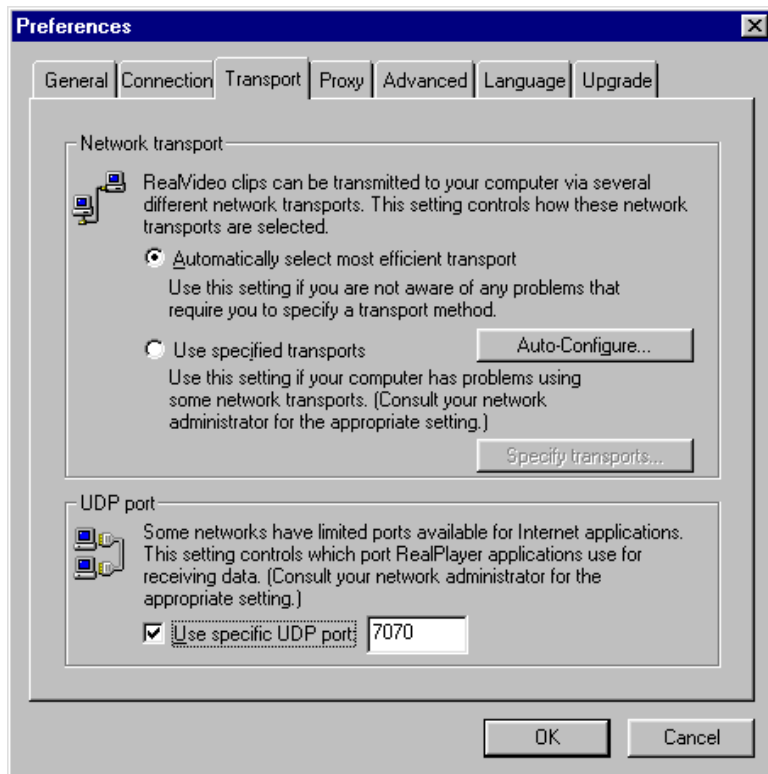 Preferences
General Connection Transport Proxy Advanced Language Upgrade
Network transport
RealVideo clips can be transmitted to your computer via several
different network transports. This setting controls how these network
transports are selected.
Automatically select most efficient transport
Use this setting if you are not aware of any problems that
require you to specify a transport method.
Use specified transports
Auto-Configure...
Use this setting if your computer has problems using
some network transports. (Consult your network
administrator for the appropriate setting.)
Specify transports...
UDP port
Some networks have limited ports available for Internet applications.
This setting controls which port RealPlayer applications use for
receiving data. (Consult your network administrator for the
appropriate setting.)
Use specific UDP port: 7070
OK Cancel